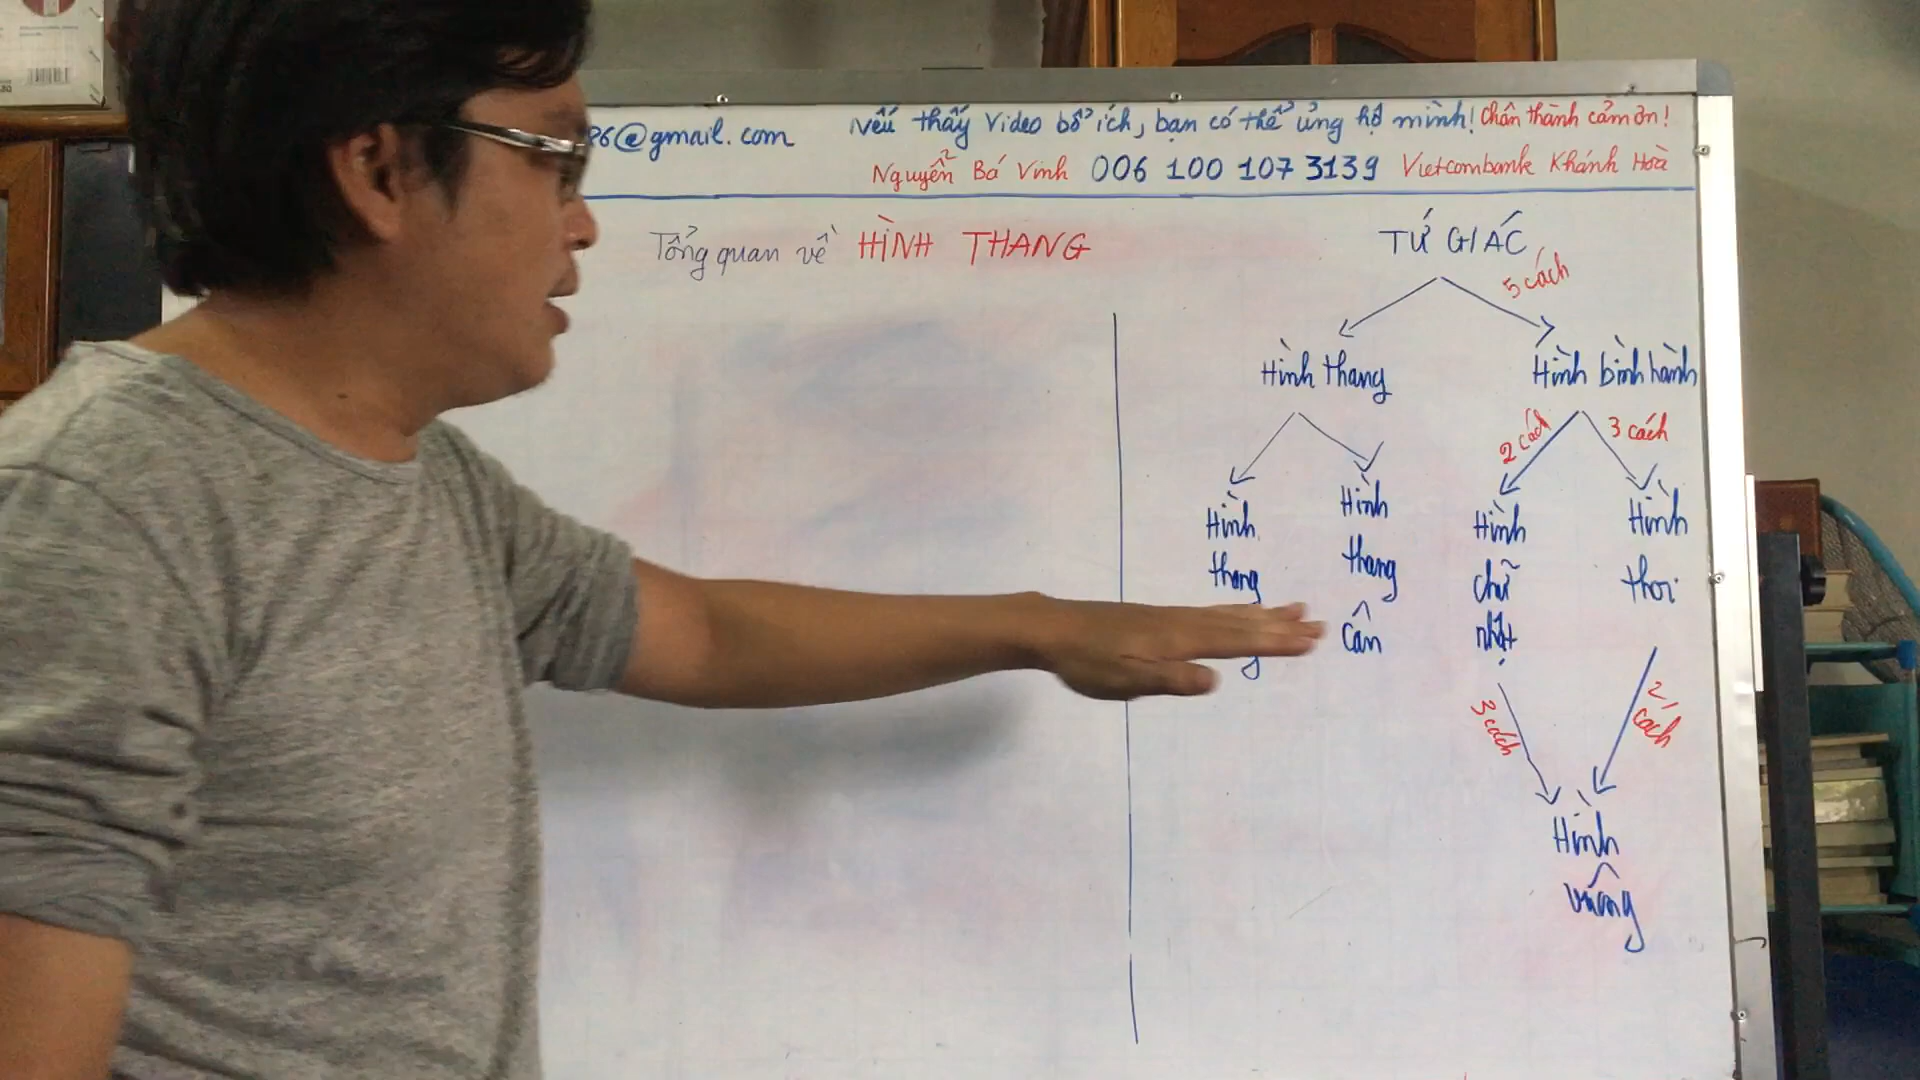 86@gmail.com
Nếu thấy Video bổ ích, bạn có thể ủng hộ mình! Chân thành cảm ơn!
Nguyễn Bá Vinh 006 100 107 3139 Vietcombank Khánh Hoà
Tổng quan về HÌNH THANG
TỨ GIÁC
5 cách
Hình thang
Hình bình hành
2 cách
3 cách
Hình
thang
Hình
thang
Cân
Hình
chữ
nhật
Hình
thoi
3 cách
2 cách
Hình
vuông